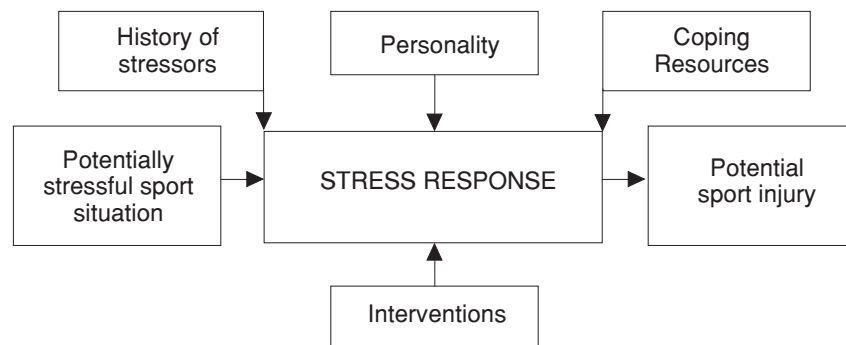 History of
stressors
Personality
Coping
Resources
Potentially
stressful sport
situation
STRESS RESPONSE
Potential
sport injury
Interventions